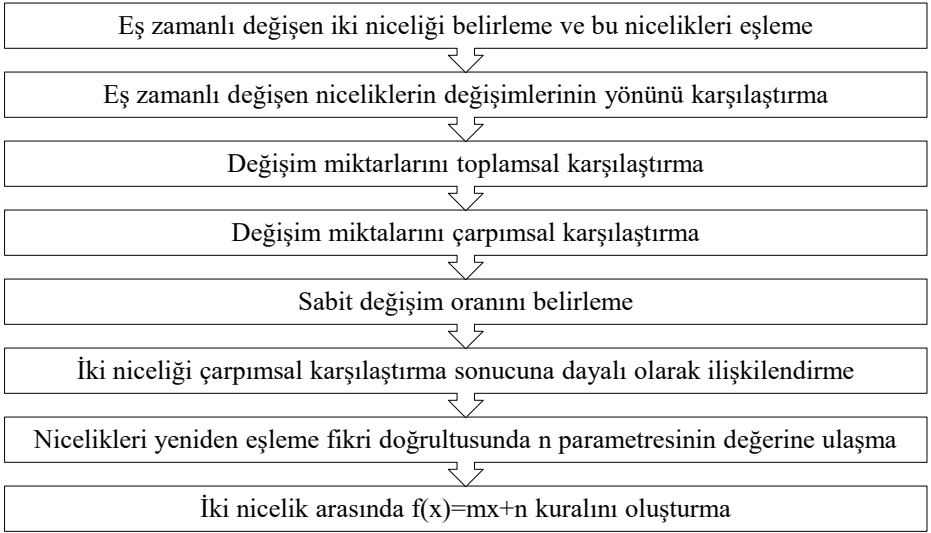 Eş zamanlı değişen iki niceliği belirleme ve bu nicelikleri eşleme
Eş zamanlı değişen niceliklerin değişimlerinin yönünü karşılaştırma
Değişim miktarlarını toplamsal karşılaştırma
Değişim miktalarını çarpımsal karşılaştırma
Sabit değişim oranını belirleme
İki niceliği çarpımsal karşılaştırma sonucuna dayalı olarak ilişkilendirme
Nicelikleri yeniden eşleme fikri doğrultusunda n parametresinin değerine ulaşma
İki nicelik arasında f(x)=mx+n kuralını oluşturma